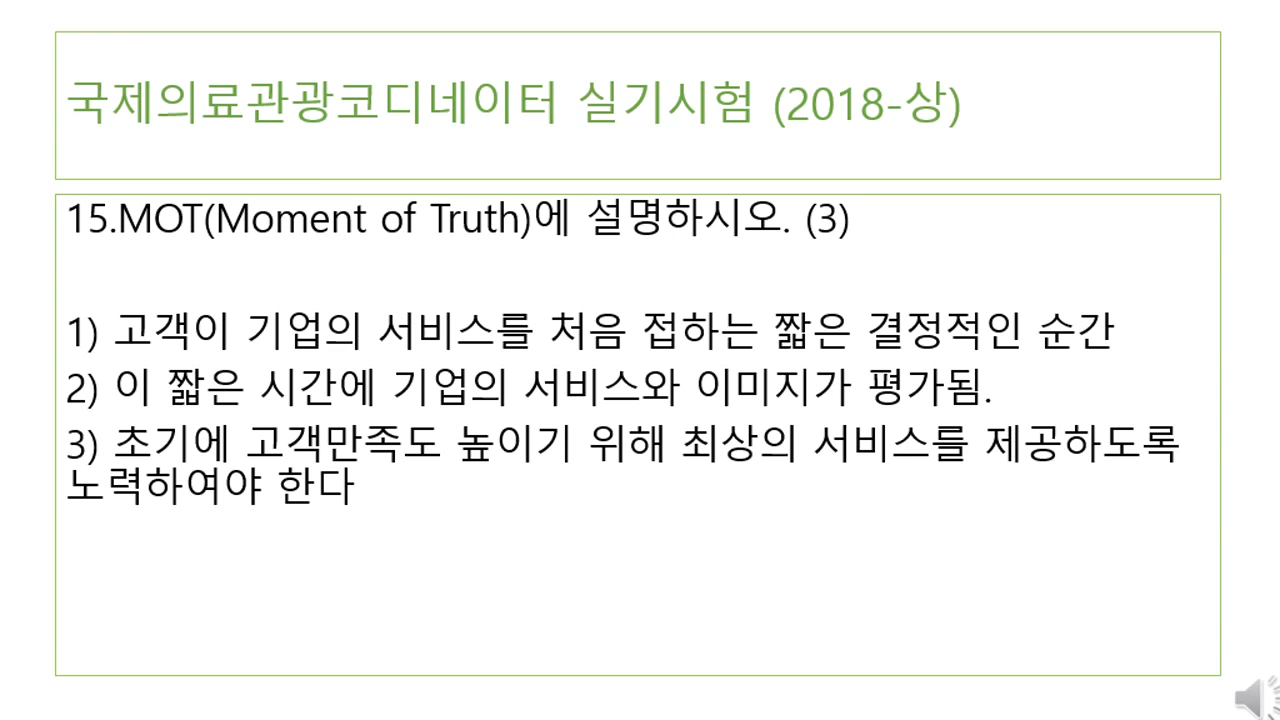 국제의료관광코디네이터 실기시험 (2018-상)
15.MOT(Moment of Truth)에 설명하시오. (3)
1) 고객이 기업의 서비스를 처음 접하는 짧은 결정적인 순간
2) 이 짧은 시간에 기업의 서비스와 이미지가 평가됨.
3) 초기에 고객만족도 높이기 위해 최상의 서비스를 제공하도록
노력하여야 한다